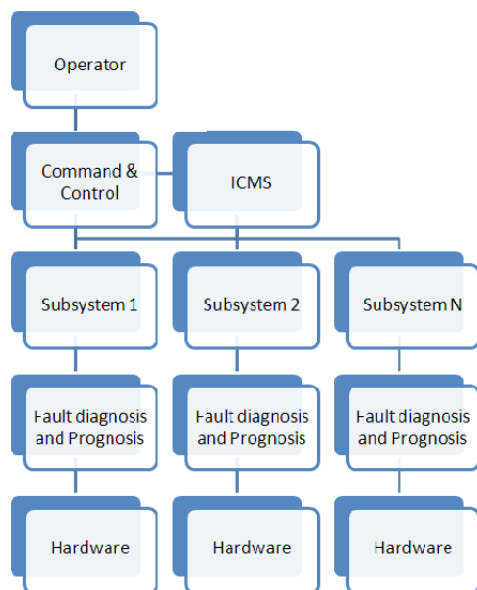 Operator
Command &
Control
ICMS
Subsystem 1
Subsystem 2
Subsystem N
Fault diagnosis
and Prognosis
Fault diagnosis
and Prognosis
Fault diagnosis
and Prognosis
Hardware
Hardware
Hardware